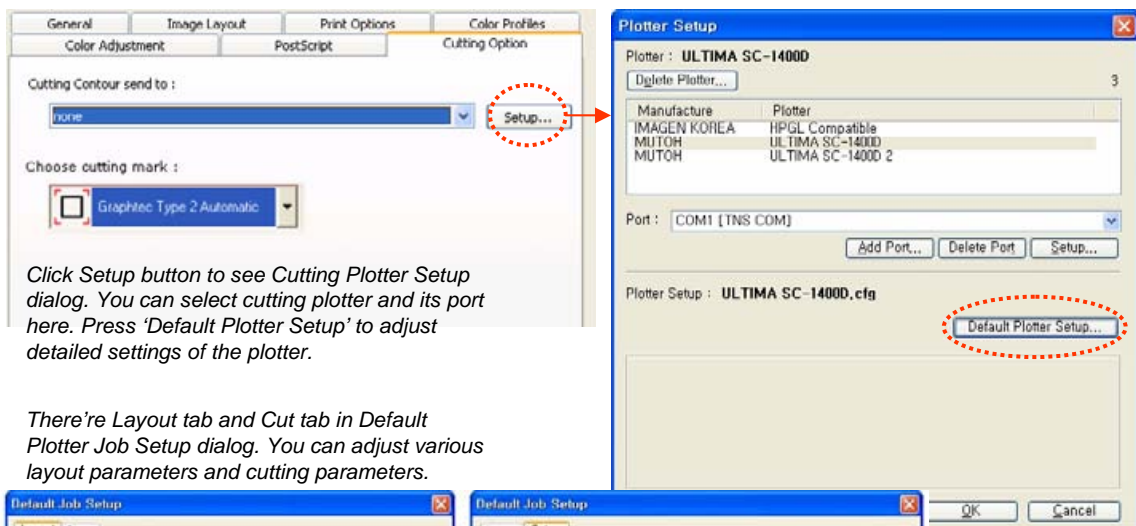 General Image Layout Print Options Color Profiles
Color Adjustment PostScript Cutting Option
Cutting Contour send to :
none Setup...
Choose cutting mark :
Graphtec Type 2 Automatic
Click Setup button to see Cutting Plotter Setup
dialog. You can select cutting plotter and its port
here. Press ‘Default Plotter Setup’ to adjust
detailed settings of the plotter.
There’re Layout tab and Cut tab in Default
Plotter Job Setup dialog. You can adjust various
layout parameters and cutting parameters.
Plotter Setup
Plotter : ULTIMA SC-1400D
Delete Plotter... 3
Manufacture Plotter
IMAGEN KOREA HPGL Compatible
MUTOH ULTIMA SC-1400D
MUTOH ULTIMA SC-1400D 2
Port : COM1 [TNS COM]
Add Port... Delete Port Setup...
Plotter Setup : ULTIMA SC-1400D.cfg
Default Plotter Setup...
OK Cancel
Default Job Setup
Default Job Setup